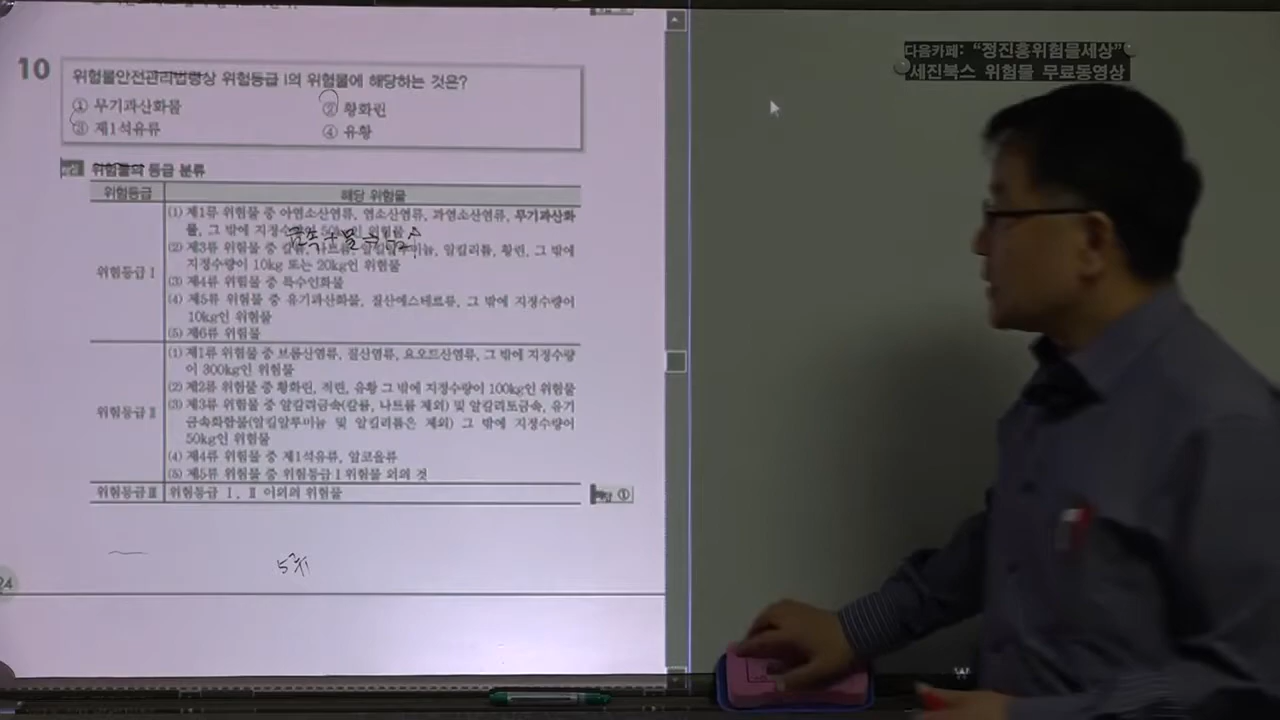 10
위험물안전관리법령상 위험등급 I의 위험물에 해당하는 것은?
① 무기과산화물 ② 황화린
③ 제1석유류 ④ 유황
위험물의 등급 분류
위험등급 해당 위험물
위험등급 Ⅰ
(1) 제1류 위험물 중 아염소산염류, 염소산염류, 과염소산염류, 무기과산화
물, 그 밖에 지정수량이 50kg인 위험물
(2) 제3류 위험물 중 칼륨, 나트륨, 알킬알루미늄, 알킬리튬, 황린, 그 밖에
지정수량이 10kg 또는 20kg인 위험물
(3) 제4류 위험물 중 특수인화물
(4) 제5류 위험물 중 유기과산화물, 질산에스테르류, 그 밖에 지정수량이
10kg인 위험물
(5) 제6류 위험물
위험등급 Ⅱ
(1) 제1류 위험물 중 브롬산염류, 질산염류, 요오드산염류, 그 밖에 지정수량
이 300kg인 위험물
(2) 제2류 위험물 중 황화린, 적린, 유황 그 밖에 지정수량이 100kg인 위험물
(3) 제3류 위험물 중 알칼리금속(칼륨, 나트륨 제외) 및 알칼리토금속, 유기
금속화합물(알킬알루미늄 및 알킬리튬은 제외) 그 밖에 지정수량이
50kg인 위험물
(4) 제4류 위험물 중 제1석유류, 알코올류
(5) 제5류 위험물 중 위험등급 Ⅰ 위험물 외의 것
위험등급 Ⅲ 위험등급 Ⅰ, Ⅱ 이외의 위험물
①
24
다음카페: “정진홍위험물세상”
세진북스 위험물 무료동영상